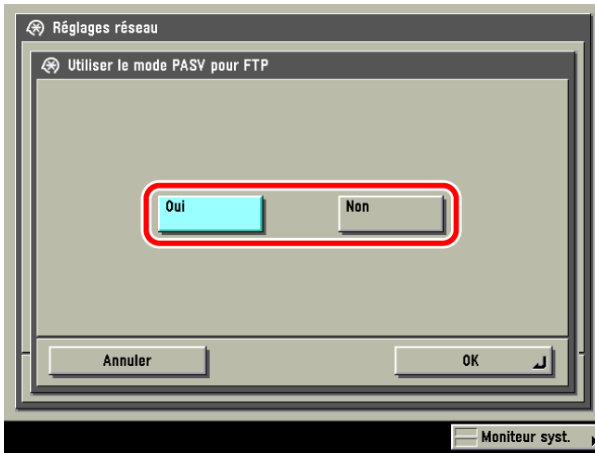 Réglages réseau
Utiliser le mode PASV pour FTP
Oui
Non
Annuler
OK
Moniteur syst.